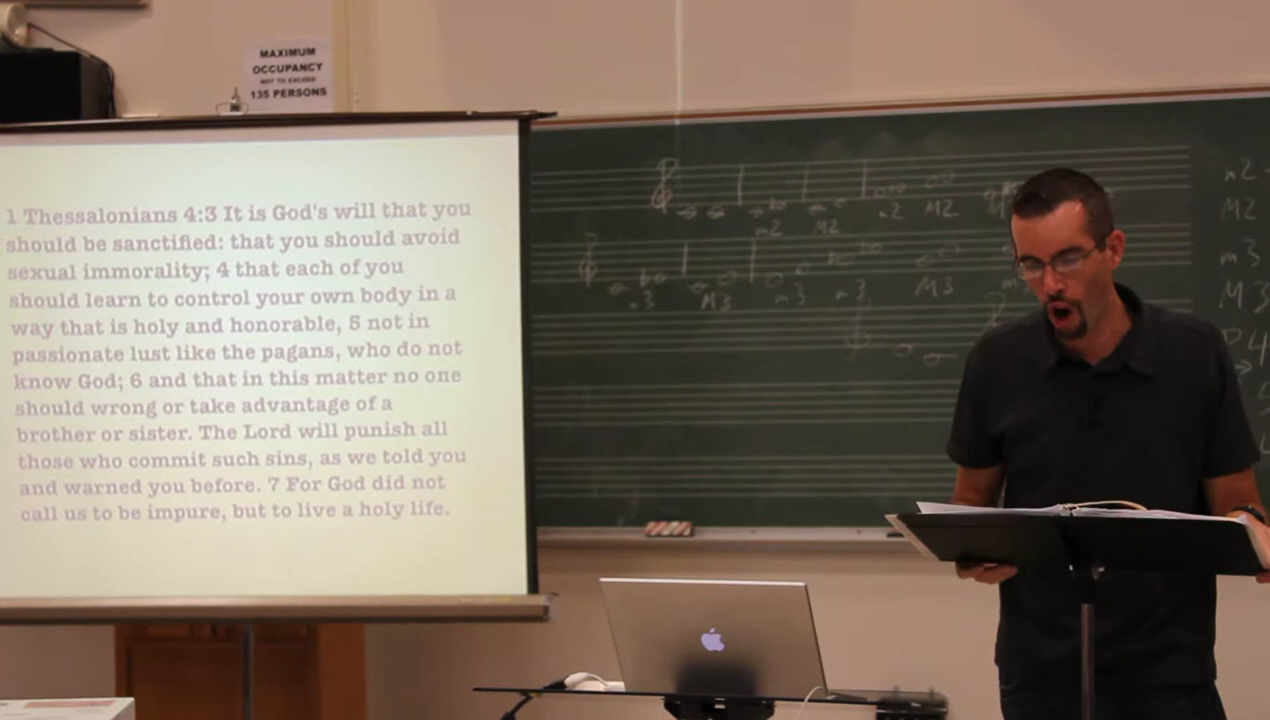 MAXIMUM
OCCUPANCY
NOT TO EXCEED
135 PERSONS
1 Thessalonians 4:3 It is God's will that you
should be sanctified: that you should avoid
sexual immorality; 4 that each of you
should learn to control your own body in a
way that is holy and honorable, 5 not in
passionate lust like the pagans, who do not
know God; 6 and that in this matter no one
should wrong or take advantage of a
brother or sister. The Lord will punish all
those who commit such sins, as we told you
and warned you before. 7 For God did not
call us to be impure, but to live a holy life.
m2 M2 m2 M2
M3 m3 m3 M3
M2
m3
M3
P4